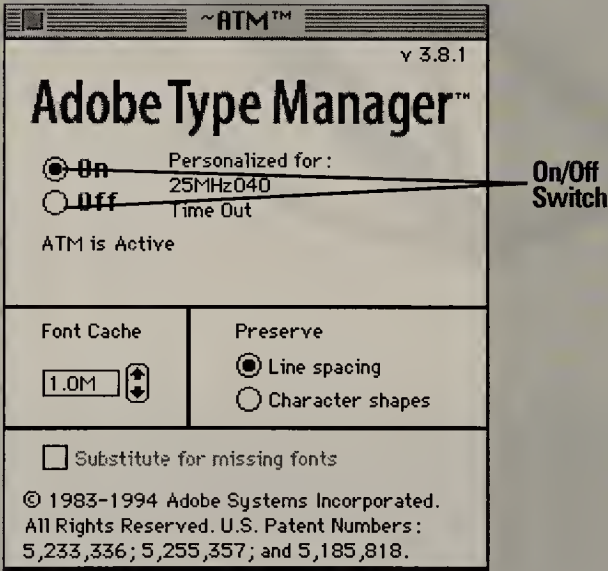 ~ATM™
v 3.8.1
Adobe Type Manager™
On
Off
Personalized for:
25MHz040
Time Out
ATM is Active
On/Off
Switch
Font Cache
1.0M
Preserve
Line spacing
Character shapes
Substitute for missing fonts
© 1983-1994 Adobe Systems Incorporated.
All Rights Reserved. U.S. Patent Numbers:
5,233,336; 5,255,357; and 5,185,818.